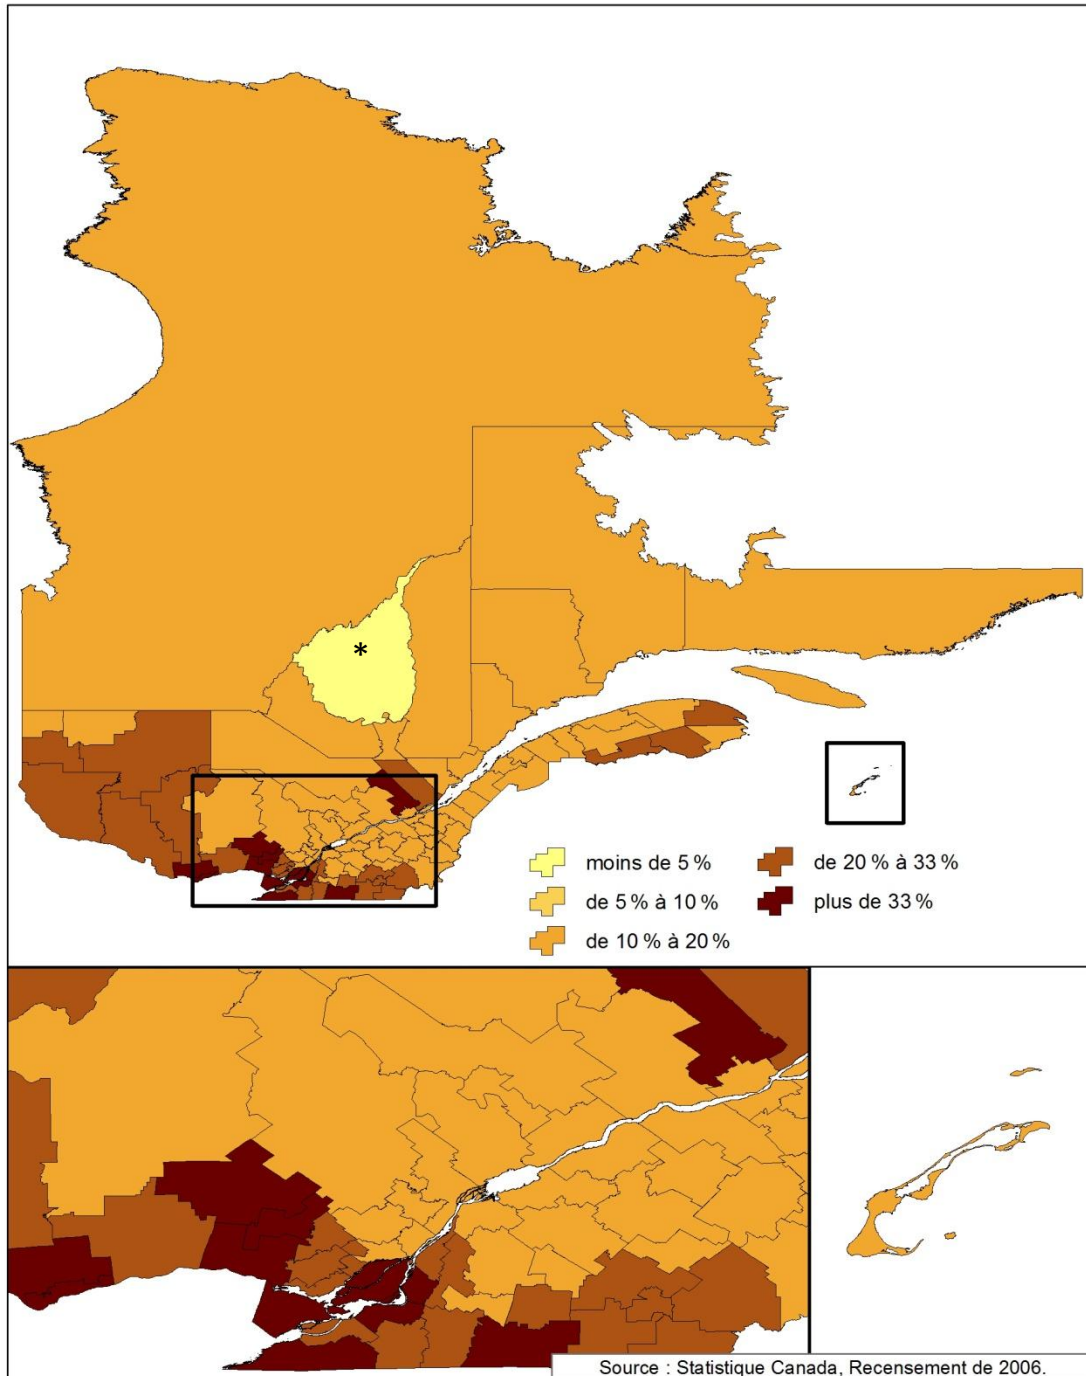 *
moins de 5 %
de 5 % à 10 %
de 10 % à 20 %
de 20 % à 33 %
plus de 33 %
Source : Statistique Canada, Recensement de 2006.